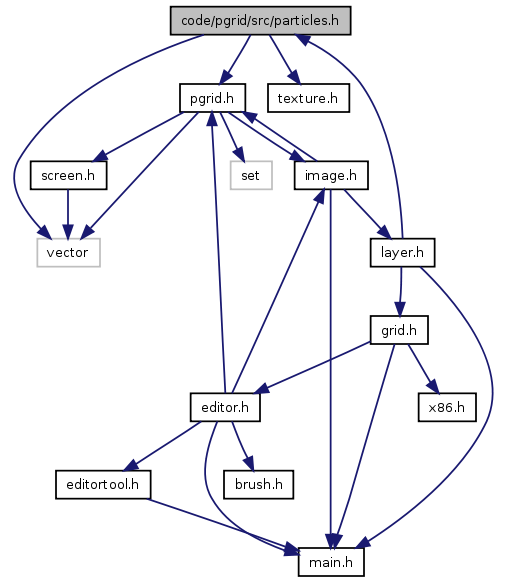 code/pgrid/src/particles.h
pgrid.h
texture.h
screen.h
set
image.h
vector
layer.h
grid.h
editor.h
x86.h
editortool.h
brush.h
main.h